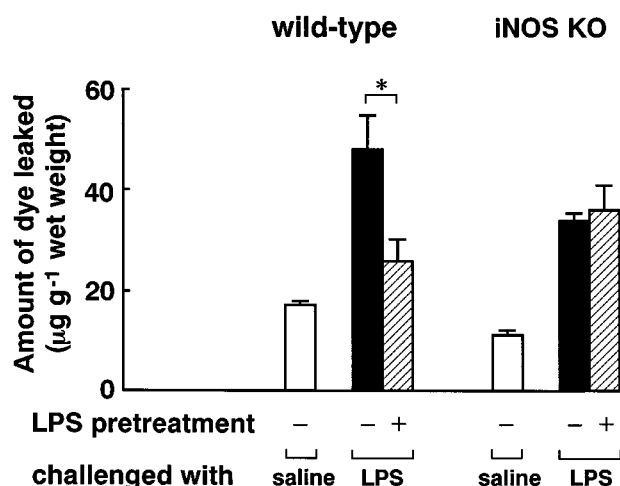 wild-type iNOS KO
*
Amount of dye leaked
(µg g-1 wet weight)
60
40
20
0
LPS pretreatment − − + − − +
challenged with saline LPS saline LPS